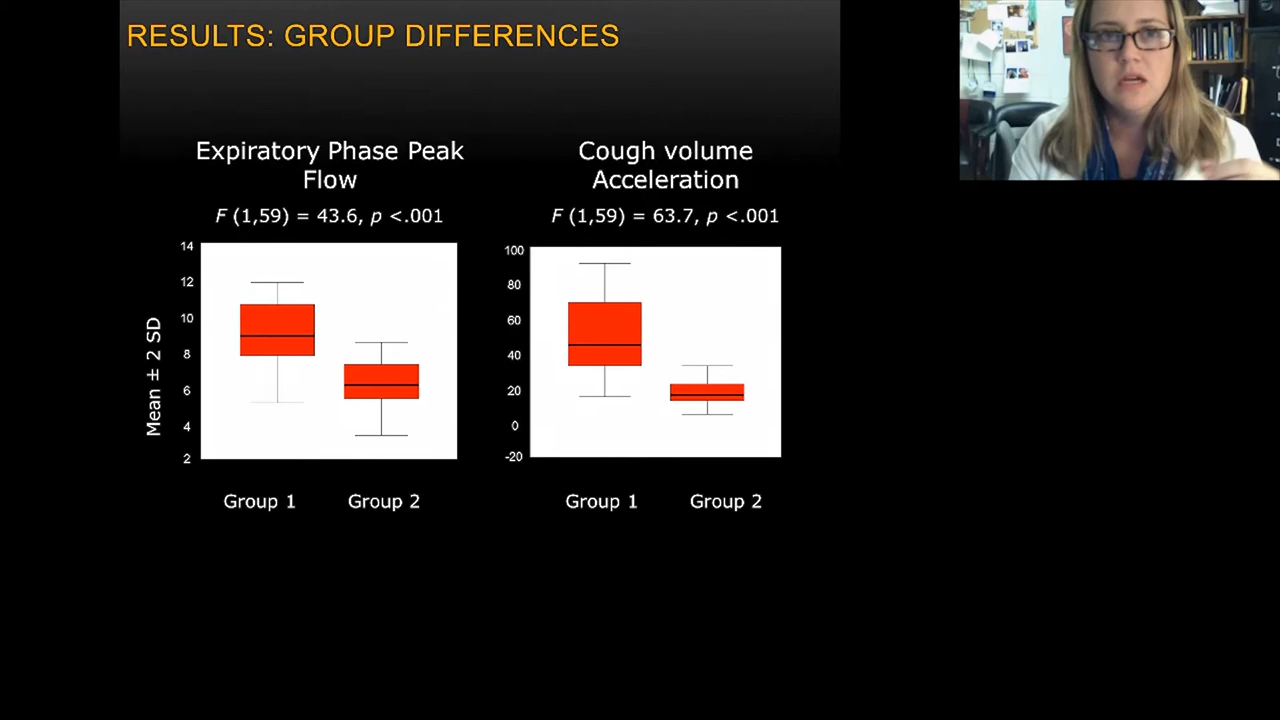 RESULTS: GROUP DIFFERENCES
Expiratory Phase Peak
Flow
F (1,59) = 43.6, p <.001
14
12
10
8
6
4
2
Mean ± 2 SD
Group 1
Group 2
Cough volume
Acceleration
F (1,59) = 63.7, p <.001
100
80
60
40
20
0
-20
Group 1
Group 2